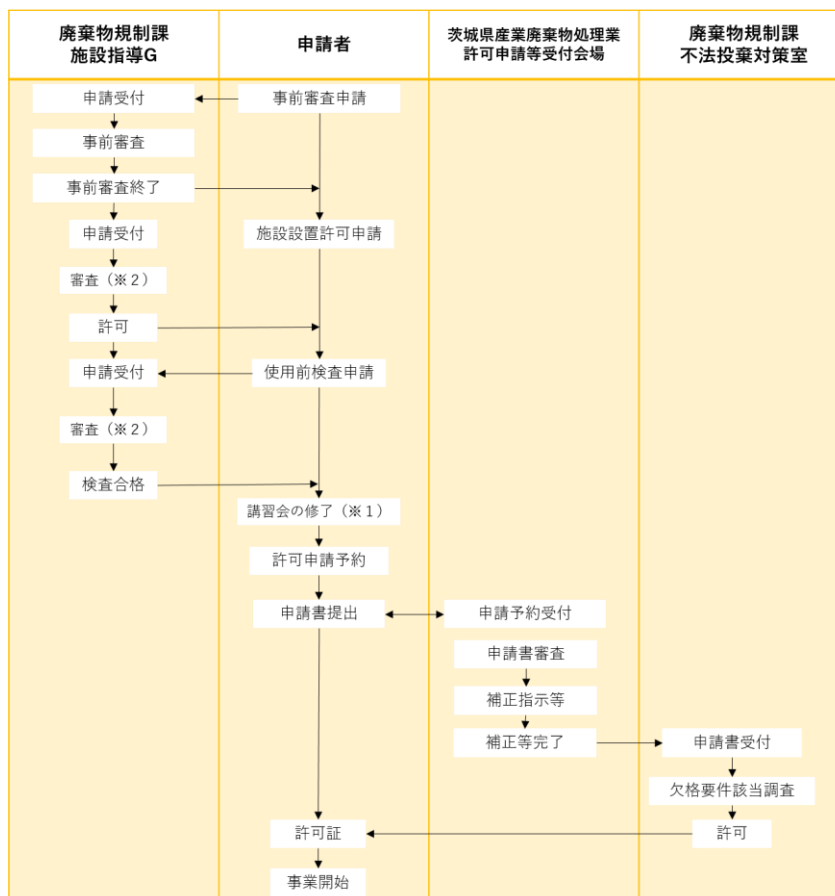 廃棄物規制課
施設指導G
申請者
茨城県産業廃棄物処理業
許可申請等受付会場
廃棄物規制課
不法投棄対策室
申請受付
事前審査申請
事前審査
事前審査終了
申請受付
施設設置許可申請
審査（※２）
許可
申請受付
使用前検査申請
審査（※２）
検査合格
講習会の修了（※１）
許可申請予約
申請書提出
申請予約受付
申請書審査
補正指示等
補正等完了
申請書受付
欠格要件該当調査
許可証
許可
事業開始